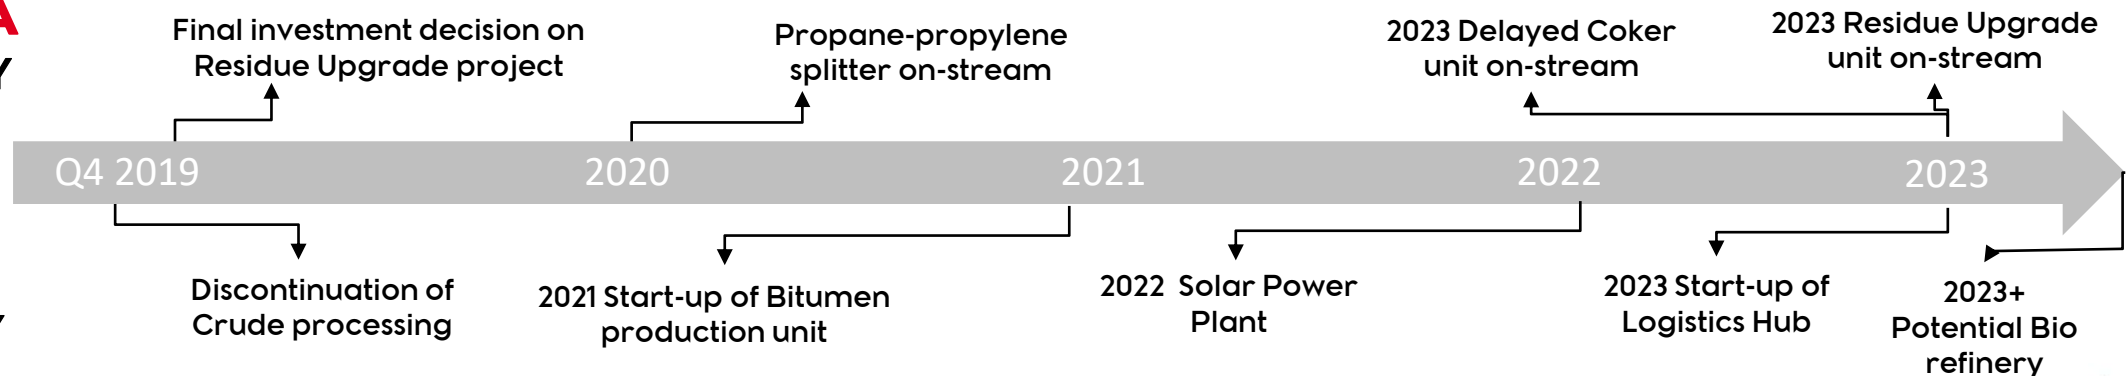 A
Y
Final investment decision on
Residue Upgrade project
Propane-propylene
splitter on-stream
2023 Delayed Coker
unit on-stream
2023 Residue Upgrade
unit on-stream
Q4 2019
2020
2021
2022
2023
Discontinuation of
Crude processing
2021 Start-up of Bitumen
production unit
2022 Solar Power
Plant
2023 Start-up of
Logistics Hub
2023+
Potential Bio
refinery